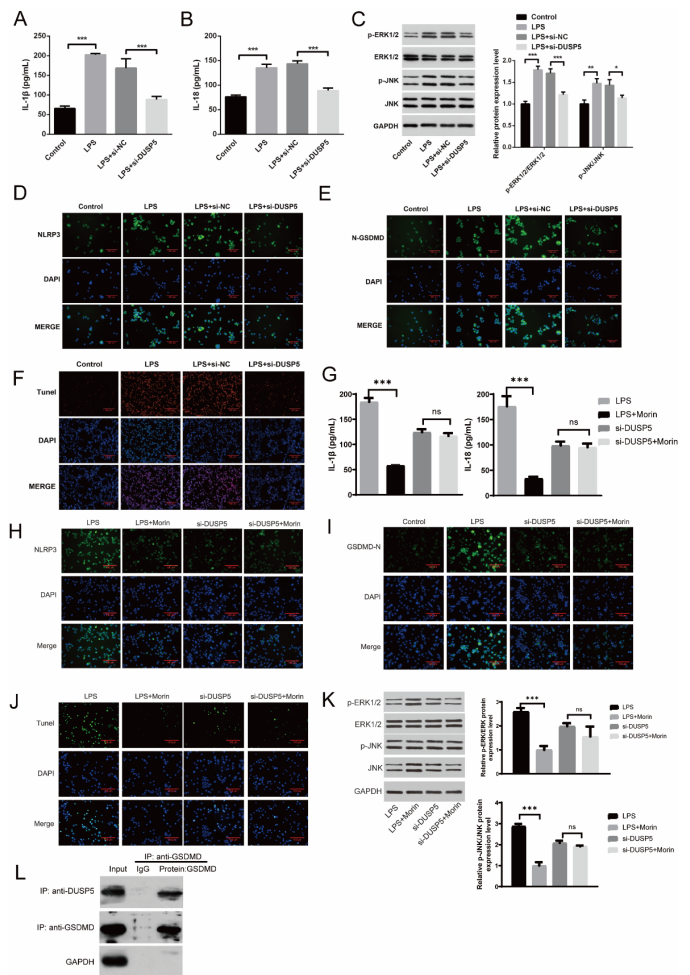 A
IL-1β (pg/mL)
250
200
150
100
50
0
***
***
Control
LPS
LPS+si-NC
LPS+si-DUSP5
B
IL-18 (pg/mL)
250
200
150
100
50
0
***
***
Control
LPS
LPS+si-NC
LPS+si-DUSP5
C
p-ERK1/2
ERK1/2
p-JNK
JNK
GAPDH
Control
LPS
LPS+si-NC
LPS+si-DUSP5
Control
LPS
LPS+si-NC
LPS+si-DUSP5
Relative protein expression level
2.0
1.5
1.0
0.5
0.0
***
***
**
*
p-ERK1/2/ERK1/2
p-JNK/JNK
D
Control
LPS
LPS+si-NC
LPS+si-DUSP5
NLRP3
DAPI
MERGE
E
Control
LPS
LPS+si-NC
LPS+si-DUSP5
N-GSDMD
DAPI
MERGE
F
Control
LPS
LPS+si-NC
LPS+si-DUSP5
Tunel
DAPI
MERGE
G
IL-1β (pg/mL)
200
150
100
50
0
***
ns
IL-18 (pg/mL)
200
150
100
50
0
***
ns
LPS
LPS+Morin
si-DUSP5
si-DUSP5+Morin
H
LPS
LPS+Morin
si-DUSP5
si-DUSP5+Morin
NLRP3
DAPI
Merge
I
Control
LPS
si-DUSP5
si-DUSP5+Morin
GSDMD-N
DAPI
Merge
J
LPS
LPS+Morin
si-DUSP5
si-DUSP5+Morin
Tunel
DAPI
Merge
K
p-ERK1/2
ERK1/2
p-JNK
JNK
GAPDH
LPS
LPS+Morin
si-DUSP5
si-DUSP5+Morin
Relative p-ERK/ERK protein
expression level
3
2
1
0
***
ns
LPS
LPS+Morin
si-DUSP5
si-DUSP5+Morin
Relative p-JNK/JNK protein
expression level
4
3
2
1
0
***
ns
LPS
LPS+Morin
si-DUSP5
si-DUSP5+Morin
L
IP: anti-GSDMD
Input
IgG
Protein:GSDMD
IP: anti-DUSP5
IP: anti-GSDMD
GAPDH